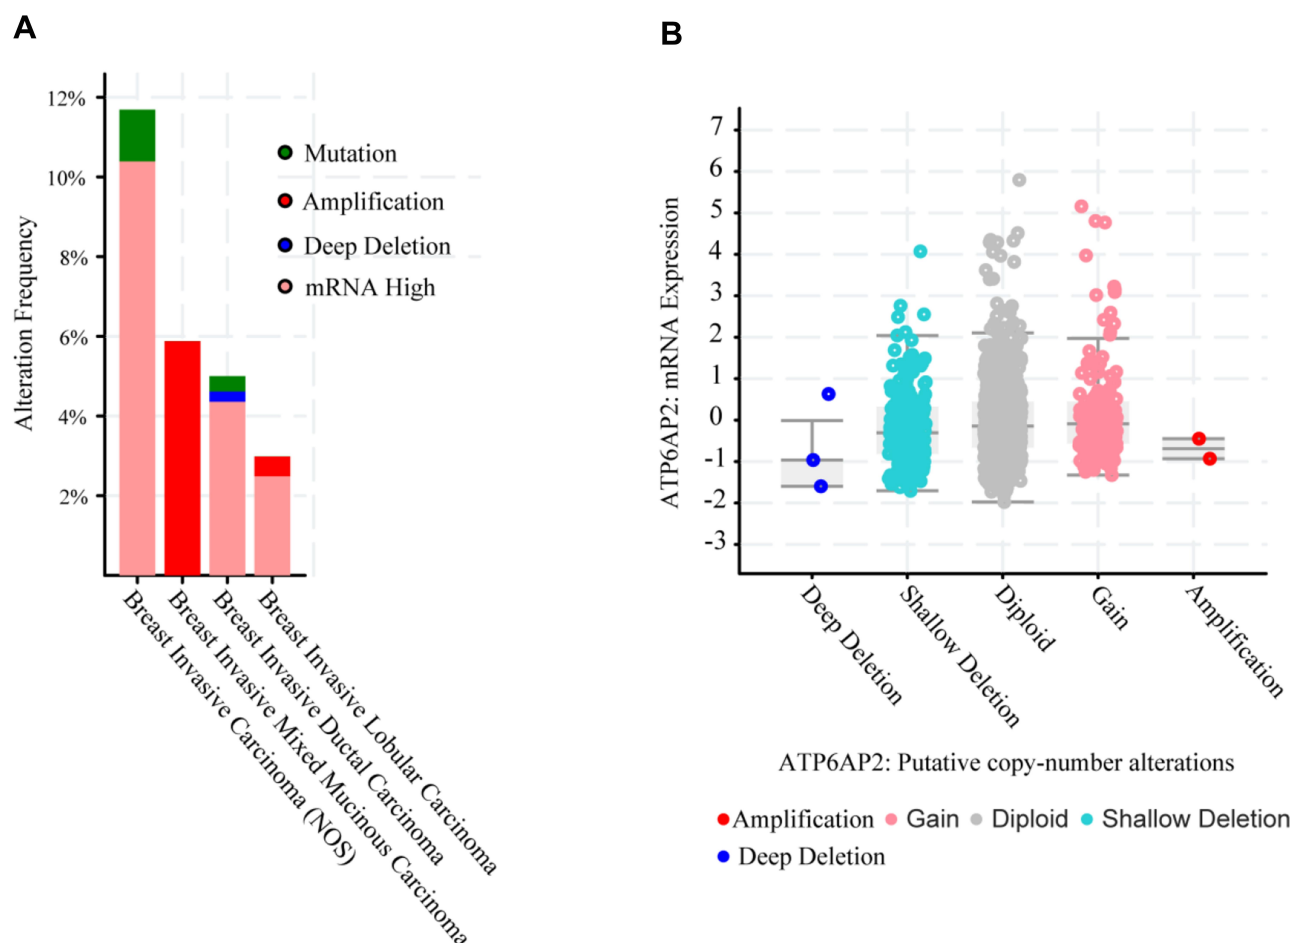 A
12%
10%
8%
6%
4%
2%
Alteration Frequency
Mutation
Amplification
Deep Deletion
mRNA High
Breast Invasive Carcinoma (NOS)
Breast Invasive Mixed Mucinous Carcinoma
Breast Invasive Ductal Carcinoma
Breast Invasive Lobular Carcinoma
B
7
6
5
4
3
2
1
0
-1
-2
-3
ATP6AP2: mRNA Expression
Deep Deletion
Shallow Deletion
Diploid
Gain
Amplification
ATP6AP2: Putative copy-number alterations
Amplification Gain Diploid Shallow Deletion
Deep Deletion